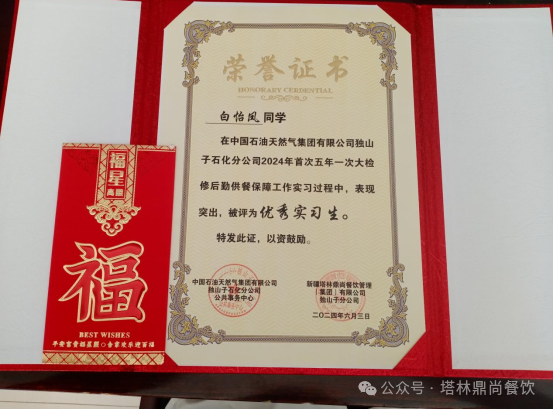 荣誉证书
HONORARY CERDENTIAL
白怡凤同学
在中国石油天然气集团有限公司独山
子石化分公司2024年首次五年一次大检
修后勤供餐保障工作实习过程中，表现
突出，被评为优秀实习生。
特发此证，以资鼓励。
中国石油天然气集团有限公司
独山子石化分公司
公共事务中心
新疆塔林鼎尚餐饮管理
（集团）有限公司
独山子分公司
二〇二四年六月三日
福星
福
BEST WISHES
合家欢乐迎百福
公众号·塔林鼎尚餐饮